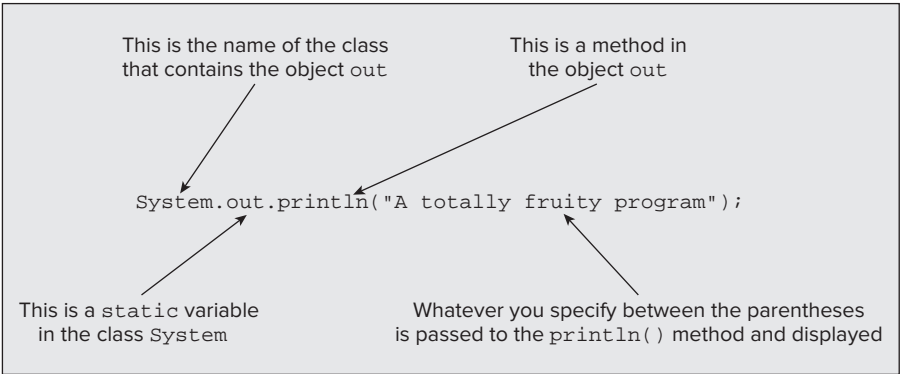 This is the name of the class
that contains the object out
This is a method in
the object out
System.out.println("A totally fruity program");
This is a static variable
in the class System
Whatever you specify between the parentheses
is passed to the println() method and displayed